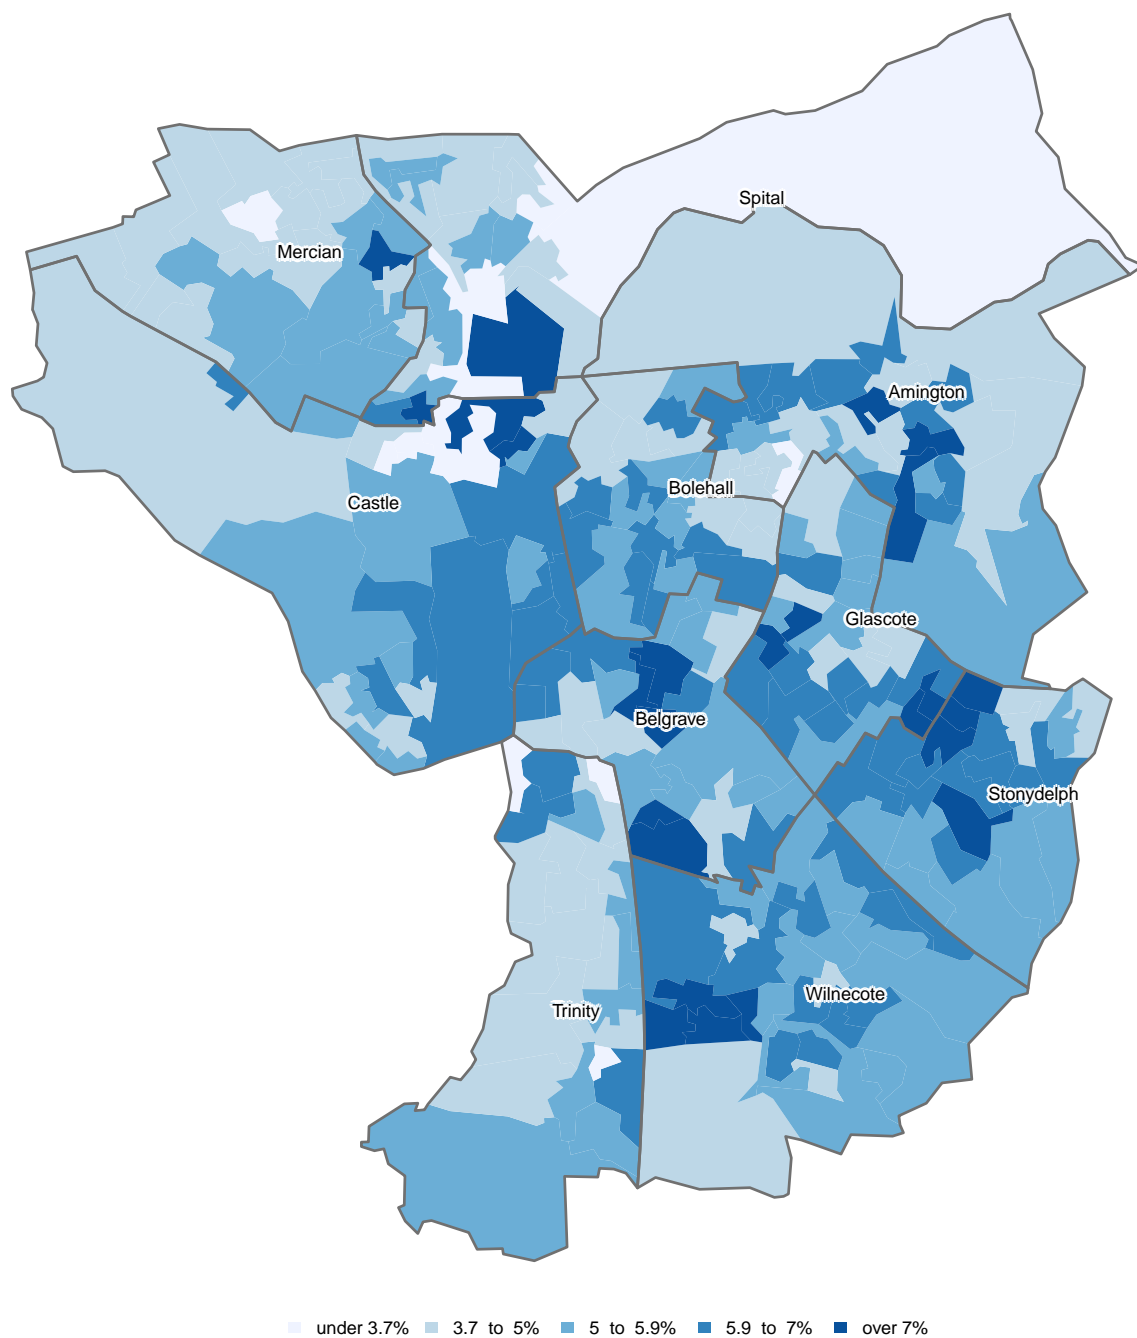 Spital
Mercian
Amington
Bolehall
Castle
Glascote
Belgrave
Stonydelph
Wilnecote
Trinity
under 3.7% 3.7 to 5% 5 to 5.9% 5.9 to 7% over 7%